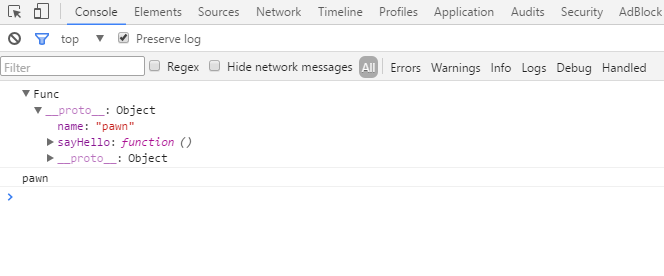 Console Elements Sources Network Timeline Profiles Application Audits Security AdBlock
top Preserve log
Filter Regex Hide network messages All Errors Warnings Info Logs Debug Handled
Func
__proto__: Object
name: "pawn"
sayHello: function ()
__proto__: Object
pawn